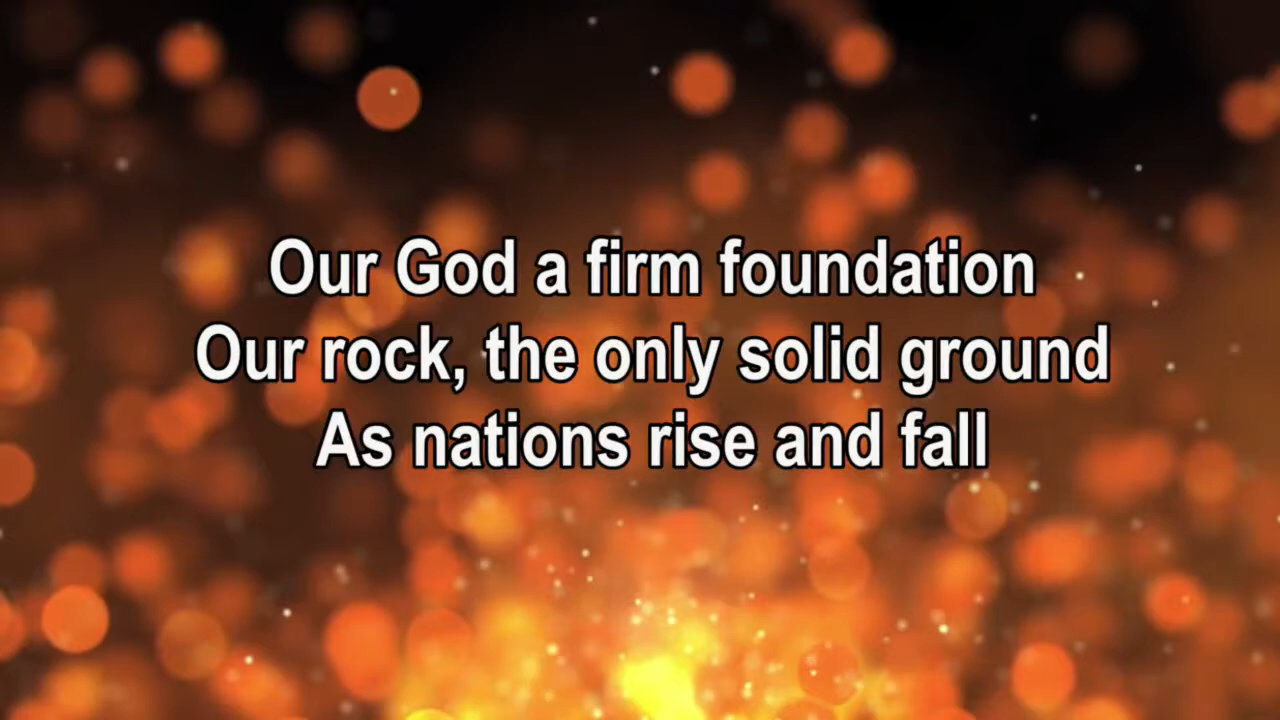 Our God a firm foundation
Our rock, the only solid ground
As nations rise and fall